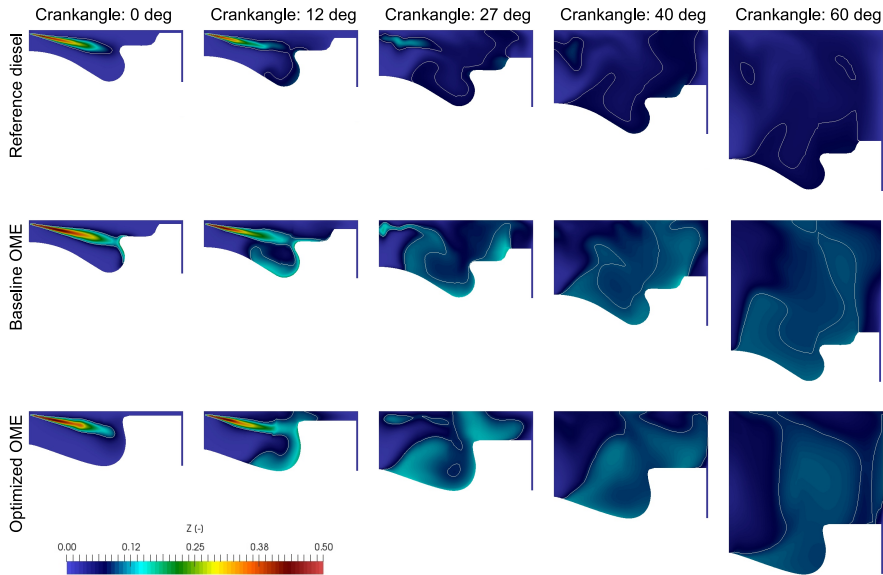 Crankangle: 0 deg Crankangle: 12 deg Crankangle: 27 deg Crankangle: 40 deg Crankangle: 60 deg
Reference diesel
Baseline OME
Optimized OME
Z (-)
0.00 0.12 0.25 0.38 0.50